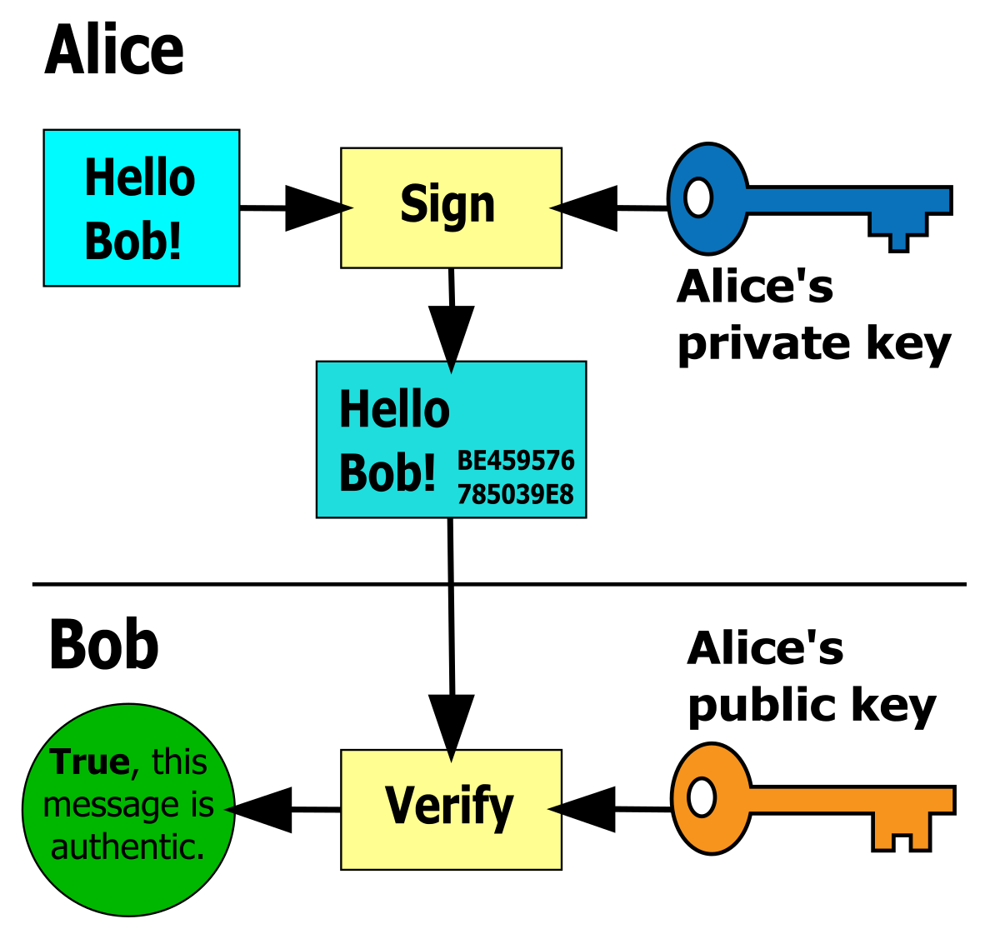 Alice
Hello
Bob!
Sign
Alice's
private key
Hello
Bob!
BE459576
785039E8
Bob
Alice's
public key
True, this
message is
authentic.
Verify